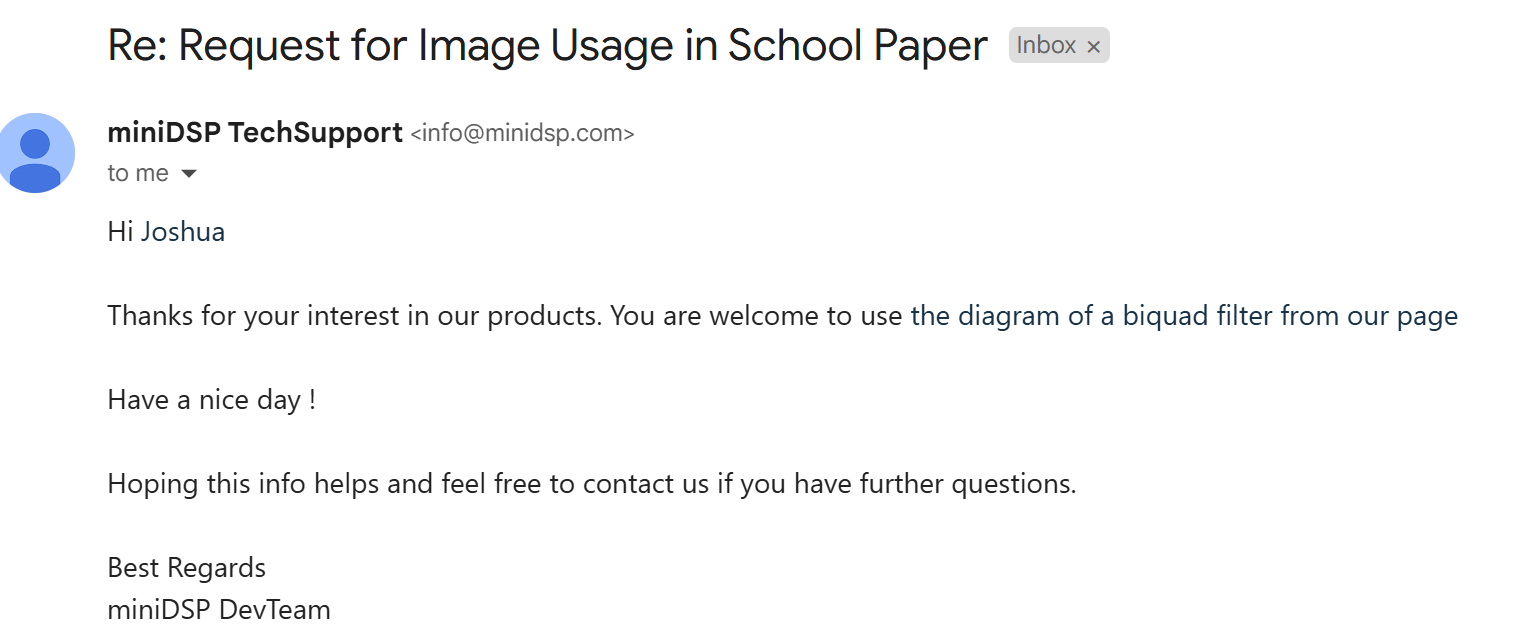 Re: Request for Image Usage in School Paper Inbox ×
miniDSP TechSupport <info@minidsp.com>
to me
Hi Joshua
Thanks for your interest in our products. You are welcome to use the diagram of a biquad filter from our page
Have a nice day !
Hoping this info helps and feel free to contact us if you have further questions.
Best Regards
miniDSP DevTeam